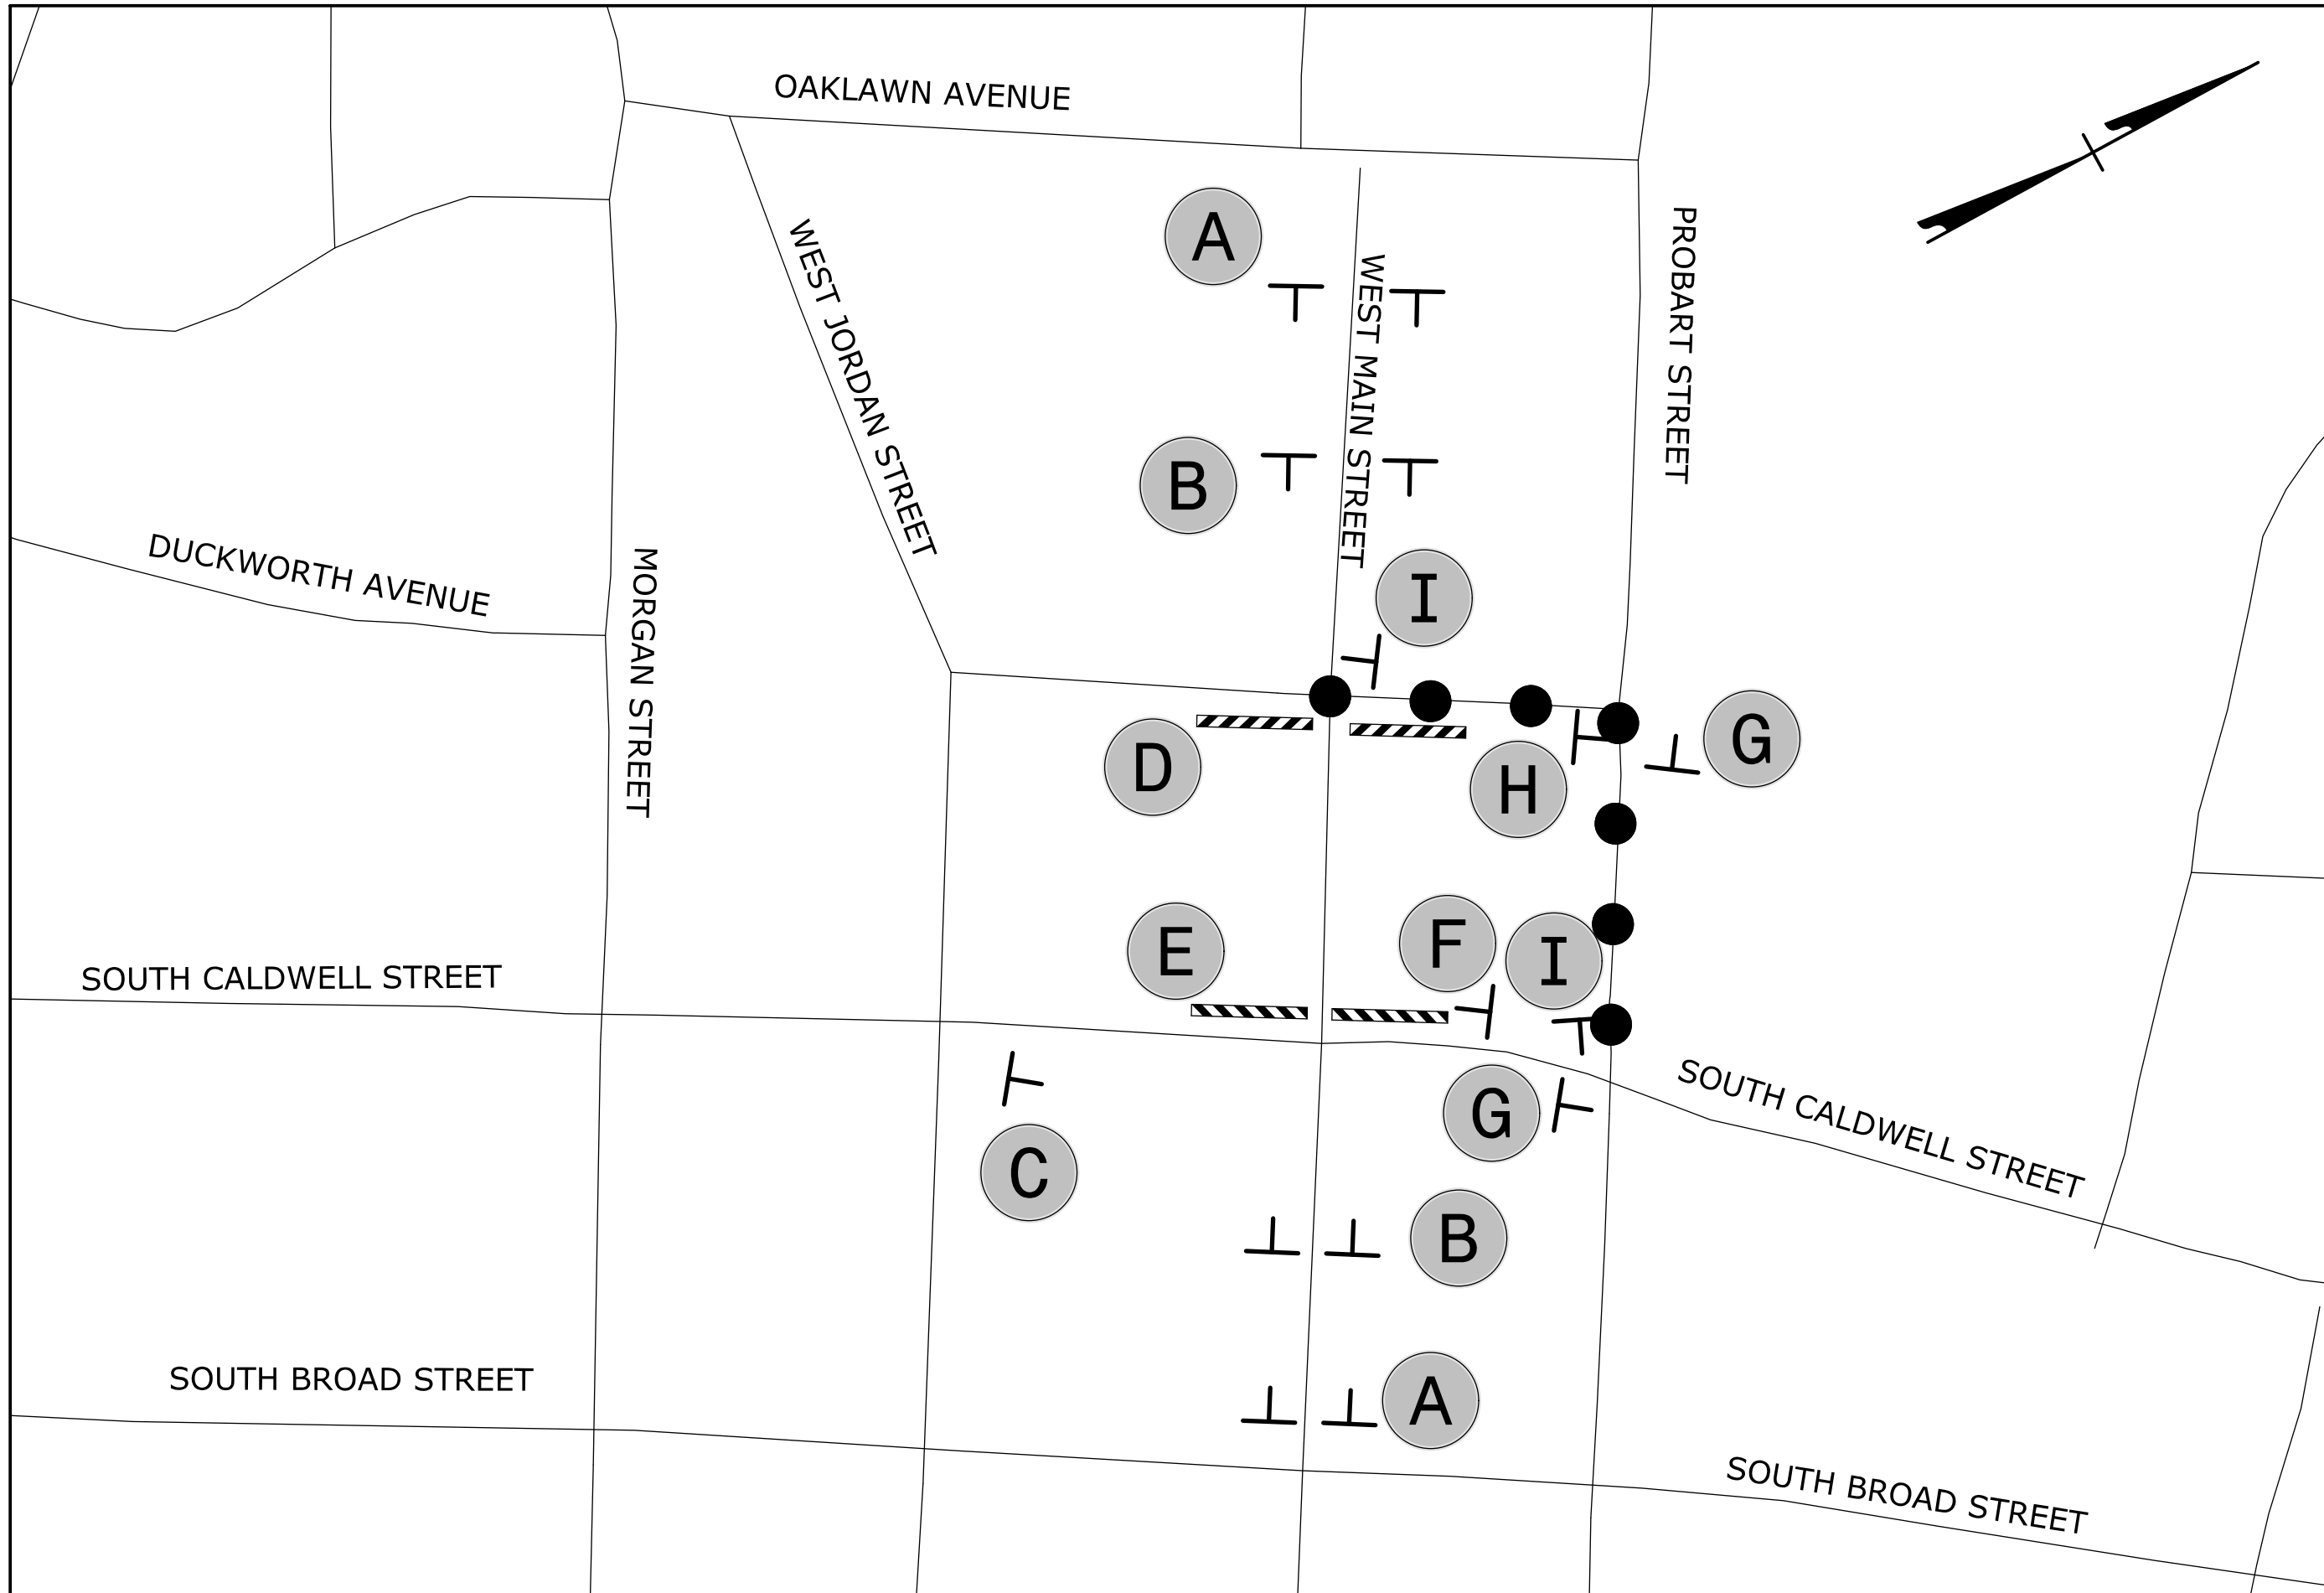 OAKLAWN AVENUE
A
WEST JORDAN STREET
WEST MAIN STREET
PROBART STREET
B
I
DUCKWORTH AVENUE
MORGAN STREET
D
H
G
E
F
I
SOUTH CALDWELL STREET
C
G
SOUTH CALDWELL STREET
B
A
SOUTH BROAD STREET
SOUTH BROAD STREET